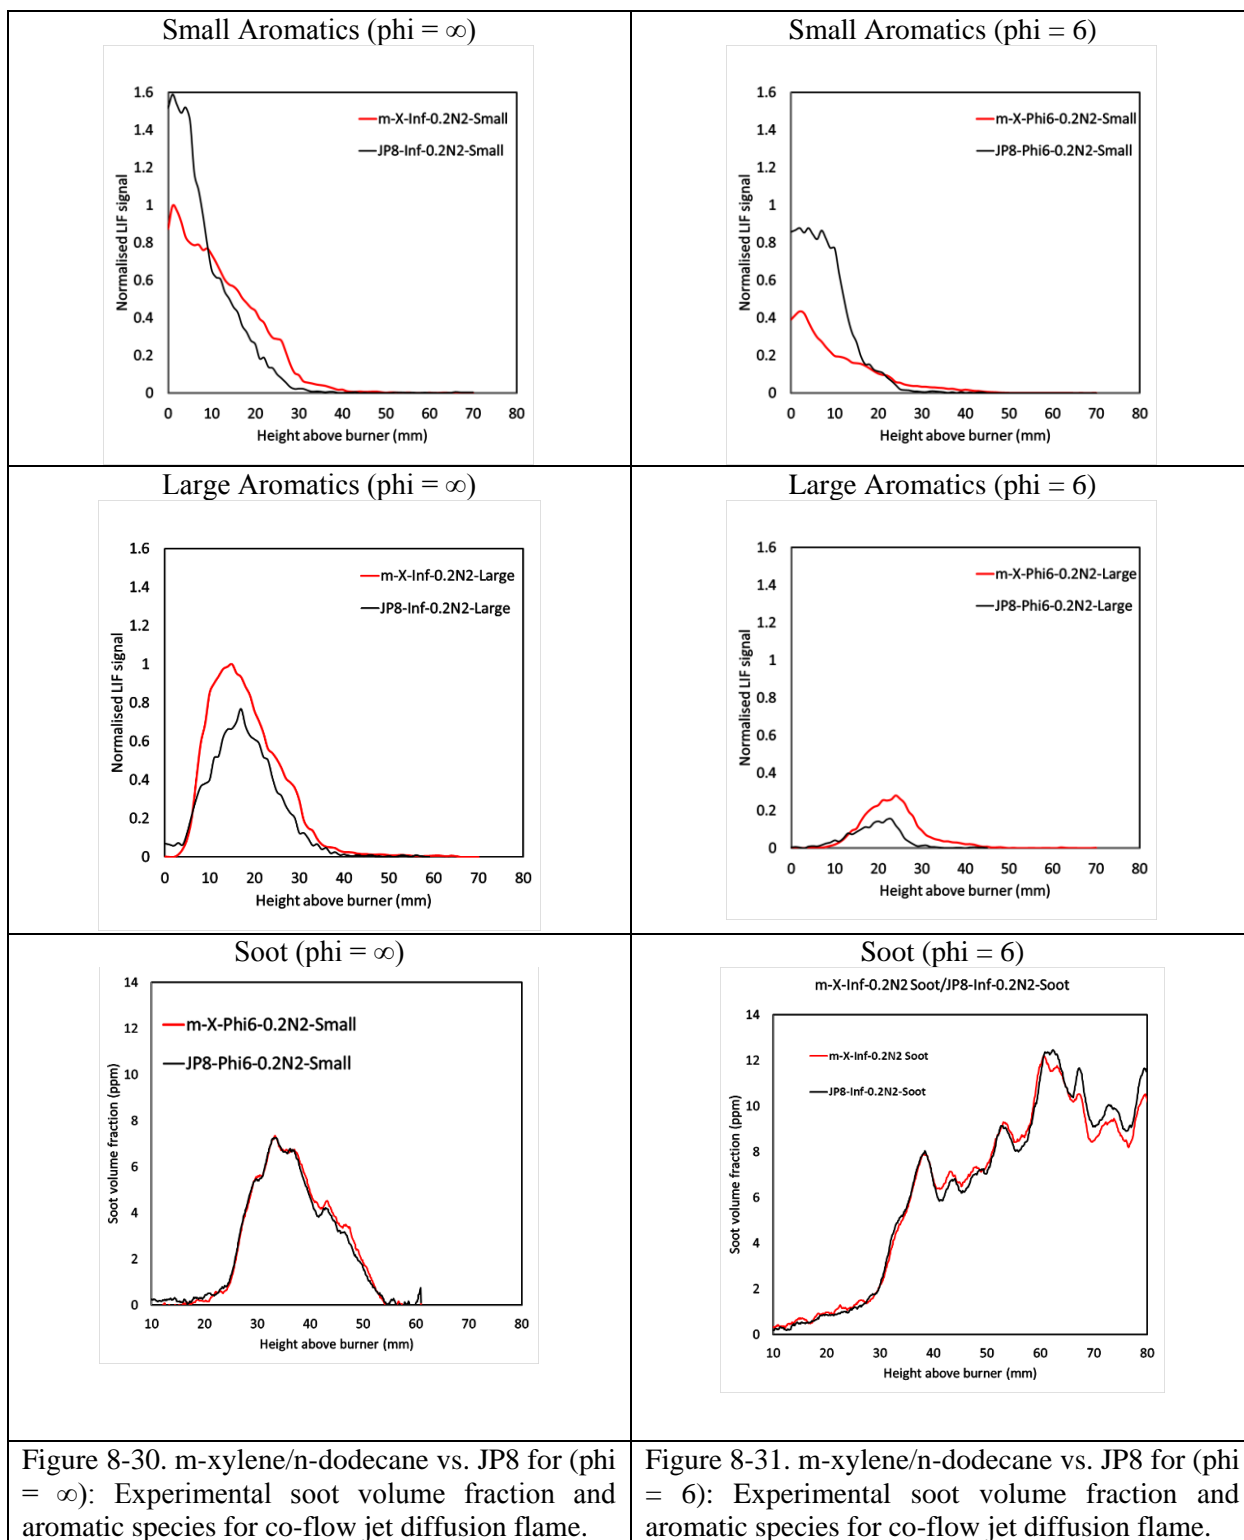 Small Aromatics (phi = ∞)
1.6
1.4
1.2
1
0.8
0.6
0.4
0.2
0
Normalised LIF signal
m-X-Inf-0.2N2-Small
JP8-Inf-0.2N2-Small
0 10 20 30 40 50 60 70 80
Height above burner (mm)
Small Aromatics (phi = 6)
1.6
1.4
1.2
1
0.8
0.6
0.4
0.2
0
Normalised LIF signal
m-X-Phi6-0.2N2-Small
JP8-Phi6-0.2N2-Small
0 10 20 30 40 50 60 70 80
Height above burner (mm)
Large Aromatics (phi = ∞)
1.6
1.4
1.2
1
0.8
0.6
0.4
0.2
0
Normalised LIF signal
m-X-Inf-0.2N2-Large
JP8-Inf-0.2N2-Large
0 10 20 30 40 50 60 70 80
Height above burner (mm)
Large Aromatics (phi = 6)
1.6
1.4
1.2
1
0.8
0.6
0.4
0.2
0
Normalised LIF signal
m-X-Phi6-0.2N2-Large
JP8-Phi6-0.2N2-Large
0 10 20 30 40 50 60 70 80
Height above burner (mm)
Soot (phi = ∞)
14
12
10
8
6
4
2
0
Soot volume fraction (ppm)
m-X-Phi6-0.2N2-Small
JP8-Phi6-0.2N2-Small
10 20 30 40 50 60 70 80
Height above burner (mm)
Soot (phi = 6)
m-X-Inf-0.2N2 Soot/JP8-Inf-0.2N2-Soot
14
12
10
8
6
4
2
0
Soot volume fraction (ppm)
m-X-Inf-0.2N2 Soot
JP8-Inf-0.2N2-Soot
10 20 30 40 50 60 70 80
Height above burner (mm)
Figure 8-30. m-xylene/n-dodecane vs. JP8 for (phi
= ∞): Experimental soot volume fraction and
aromatic species for co-flow jet diffusion flame.
Figure 8-31. m-xylene/n-dodecane vs. JP8 for (phi
= 6): Experimental soot volume fraction and
aromatic species for co-flow jet diffusion flame.